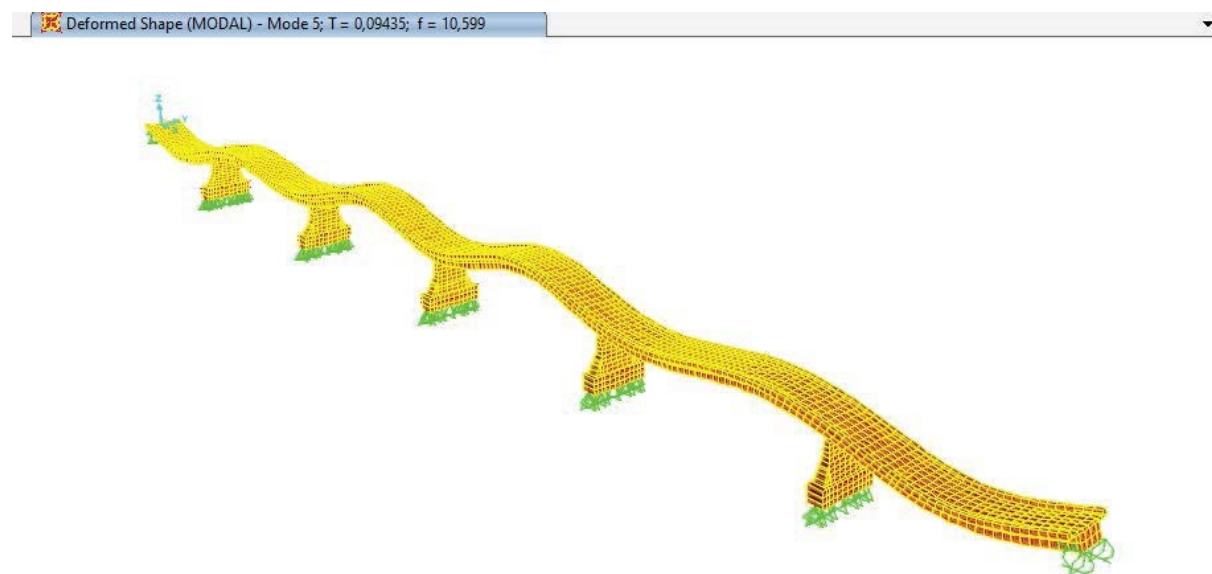 Deformed Shape (MODAL) - Mode 5; T = 0,09435; f = 10,599
Z
Y